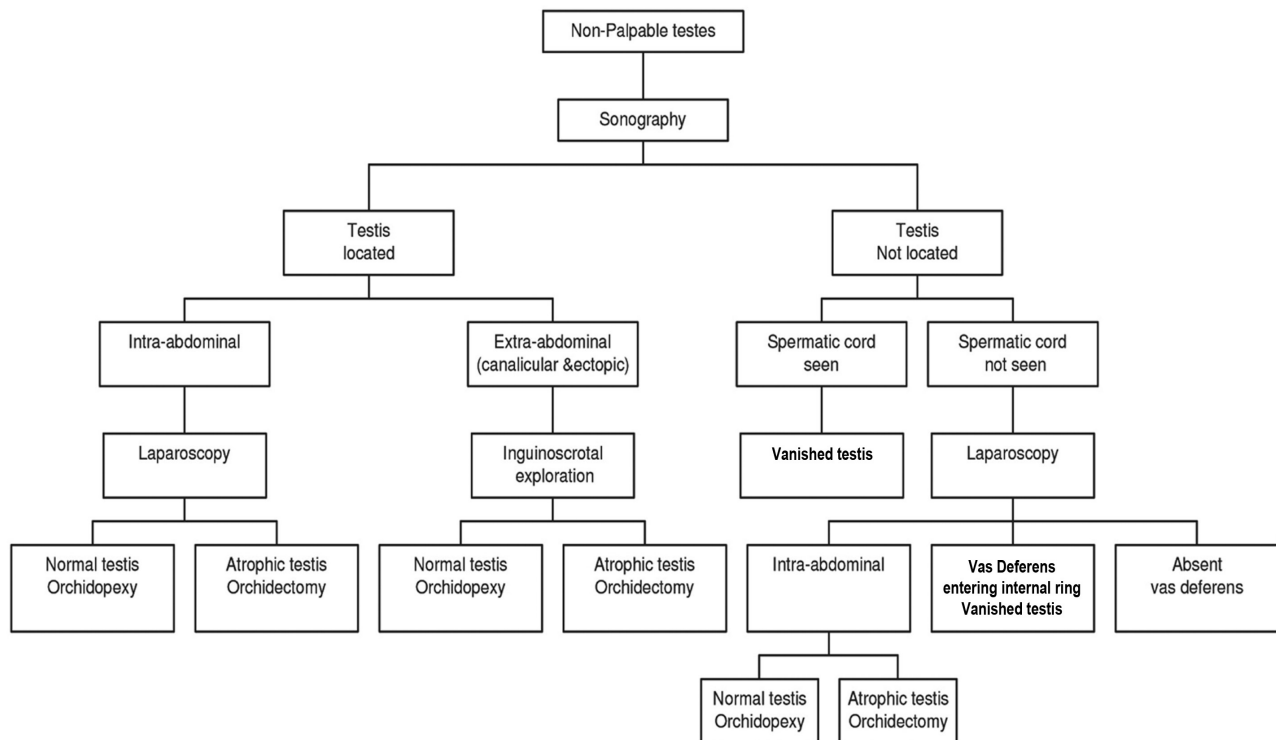 Non-Palpable testes
Sonography
Testis
located
Testis
Not located
Intra-abdominal
Extra-abdominal
(canalicular &ectopic)
Spermatic cord
seen
Spermatic cord
not seen
Laparoscopy
Inguinoscrotal
exploration
Vanished testis
Laparoscopy
Normal testis
Orchidopexy
Atrophic testis
Orchidectomy
Normal testis
Orchidopexy
Atrophic testis
Orchidectomy
Intra-abdominal
Vas Deferens
entering internal ring
Vanished testis
Absent
vas deferens
Normal testis
Orchidopexy
Atrophic testis
Orchidectomy